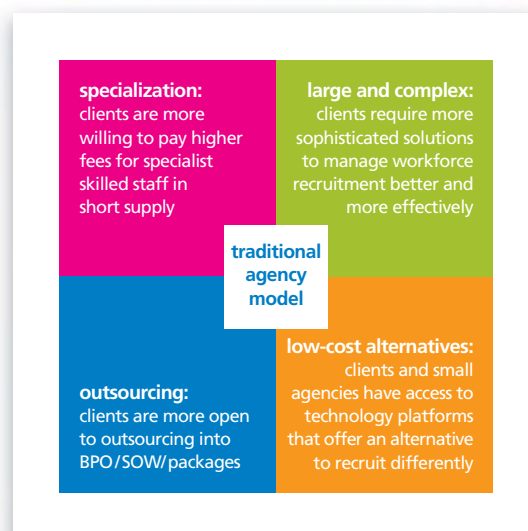 specialization:
clients are more
willing to pay higher
fees for specialist
skilled staff in
short supply
large and complex:
clients require more
sophisticated solutions
to manage workforce
recruitment better and
more effectively
traditional
agency
model
outsourcing:
clients are more open
to outsourcing into
BPO/SOW/packages
low-cost alternatives:
clients and small
agencies have access to
technology platforms
that offer an alternative
to recruit differently